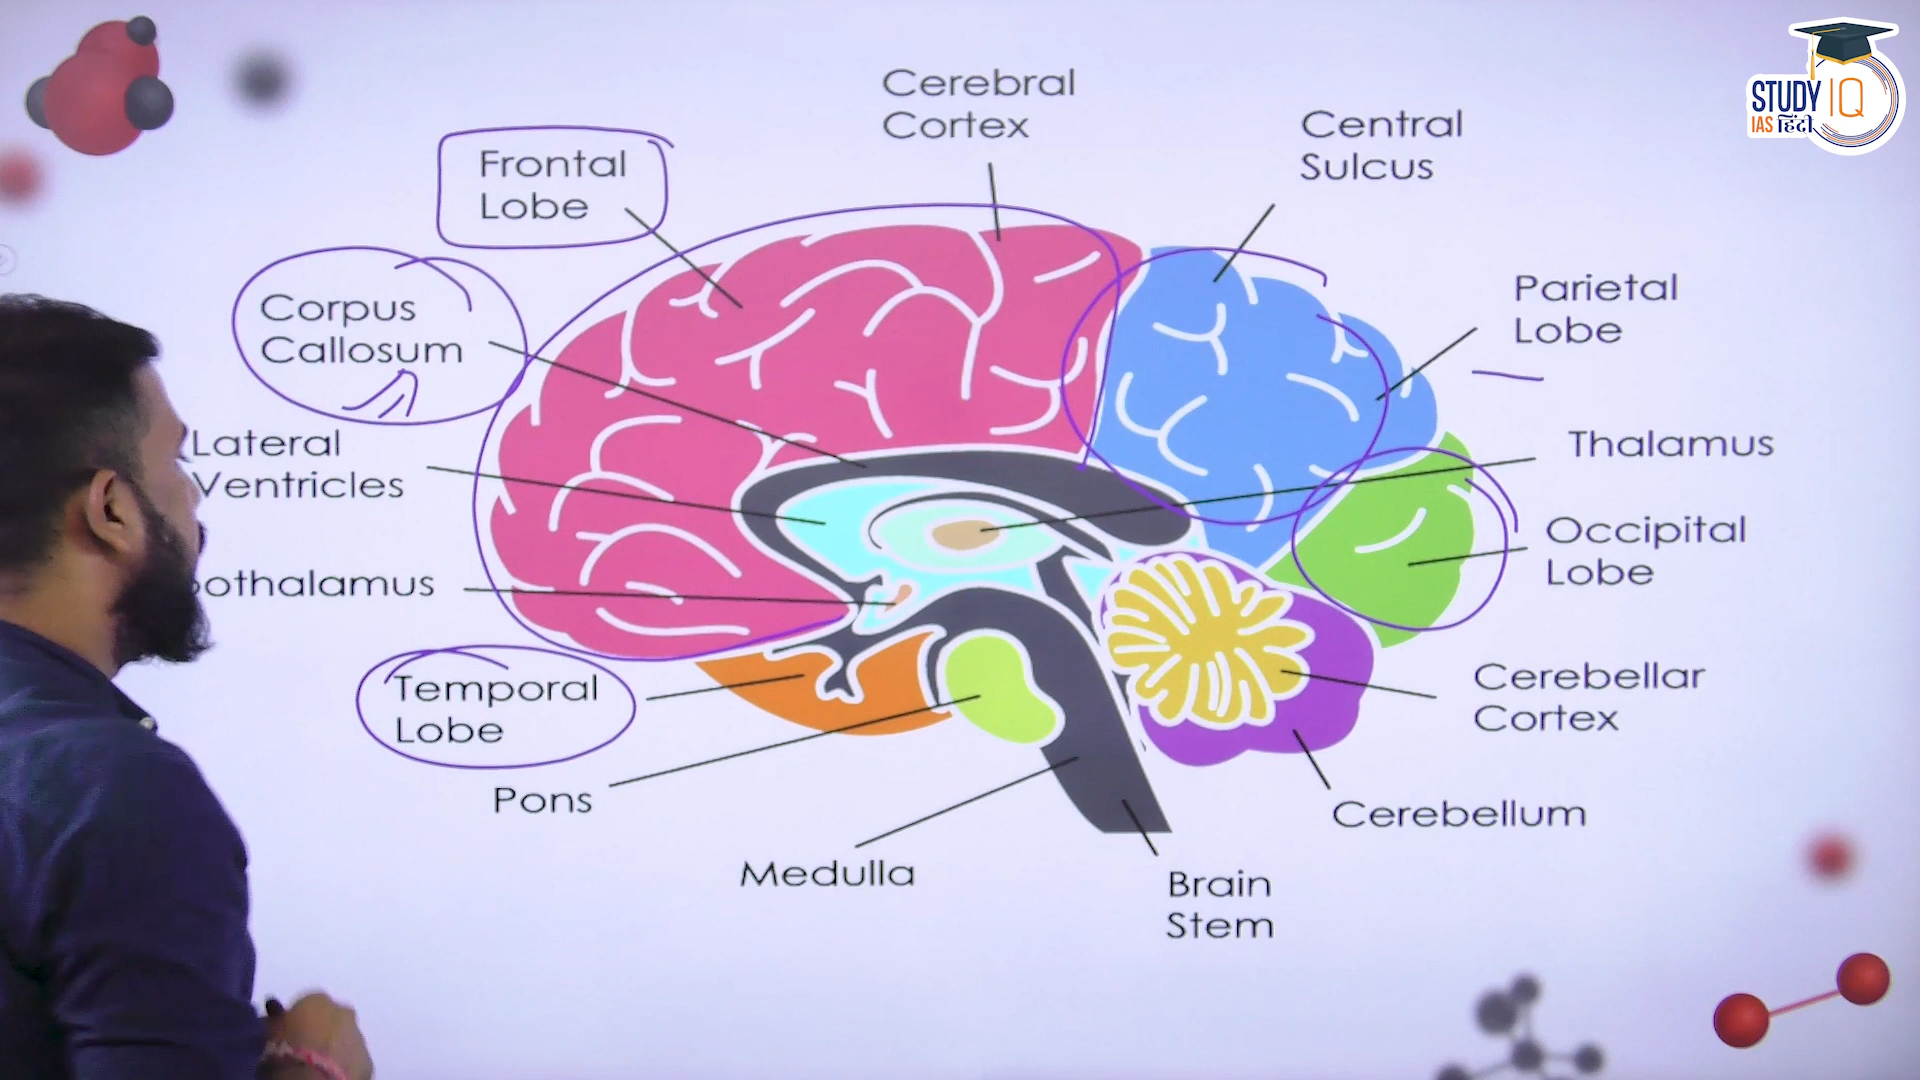 STUDY IQ
IAS हिंदी
Cerebral
Cortex
Central
Sulcus
Frontal
Lobe
Corpus
Callosum
Parietal
Lobe
Lateral
Ventricles
Thalamus
Occipital
Lobe
othalamus
Temporal
Lobe
Cerebellar
Cortex
Pons
Cerebellum
Medulla
Brain
Stem